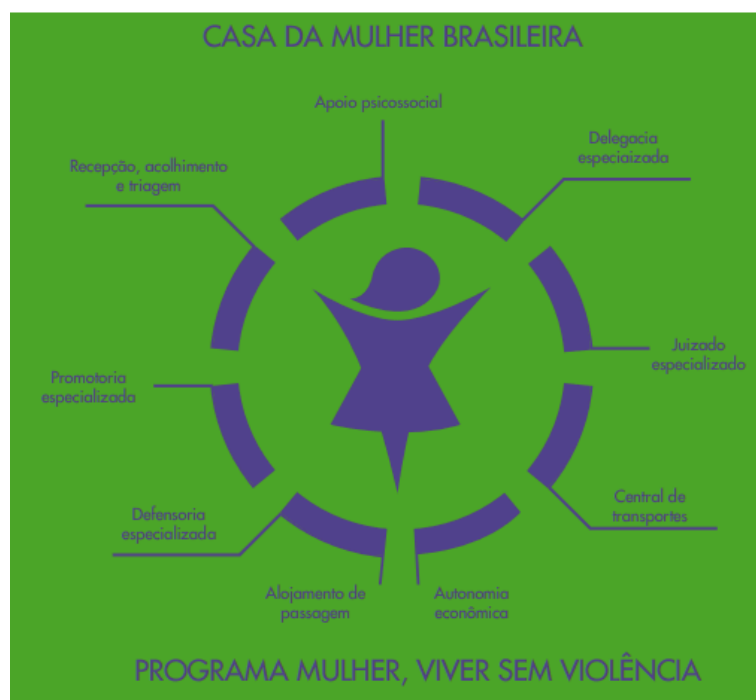 CASA DA MULHER BRASILEIRA
Apoio psicossocial
Delegacia
especiaizada
Recepção, acolhimento
e triagem
Juizado
especializado
Promotoria
especializada
Central de
transportes
Defensoria
especializada
Alojamento de
passagem
Autonomia
econômica
PROGRAMA MULHER, VIVER SEM VIOLÊNCIA